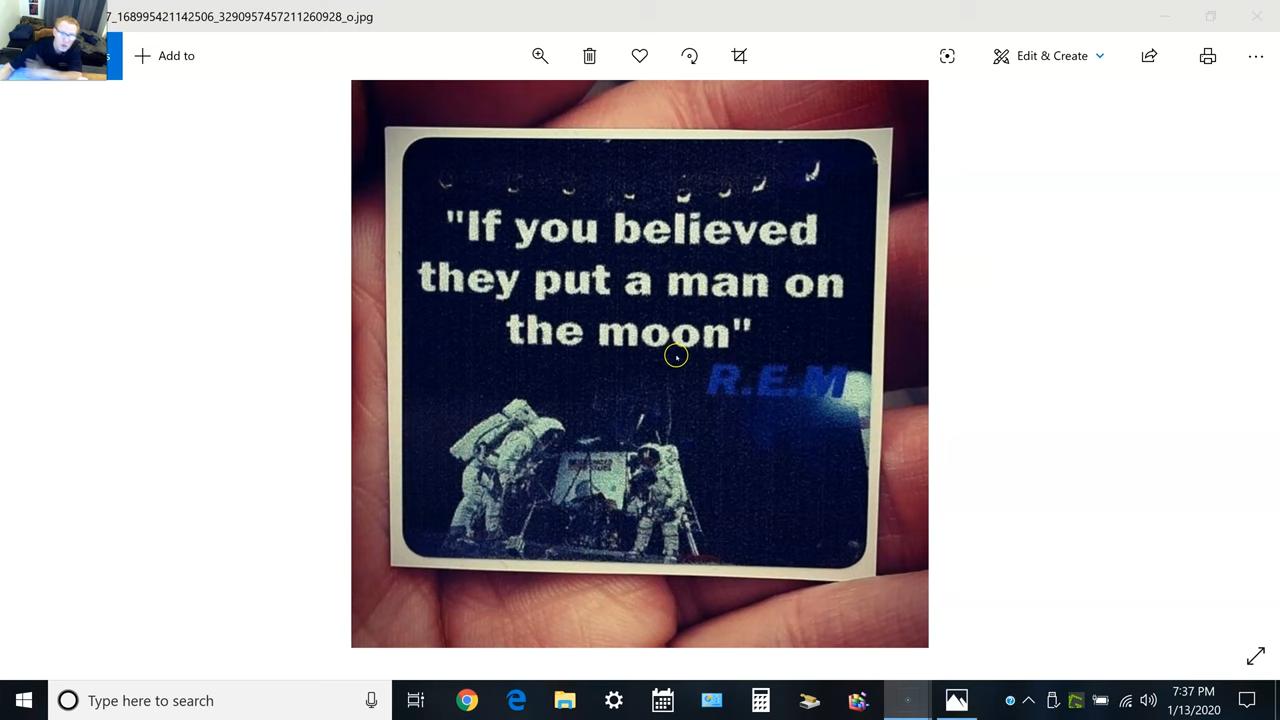 7_168995421142506_3290957457211260928_o.jpg
Add to
Edit & Create
"If you believed
they put a man on
the moon"
R.E.M
Type here to search
7:37 PM
1/13/2020